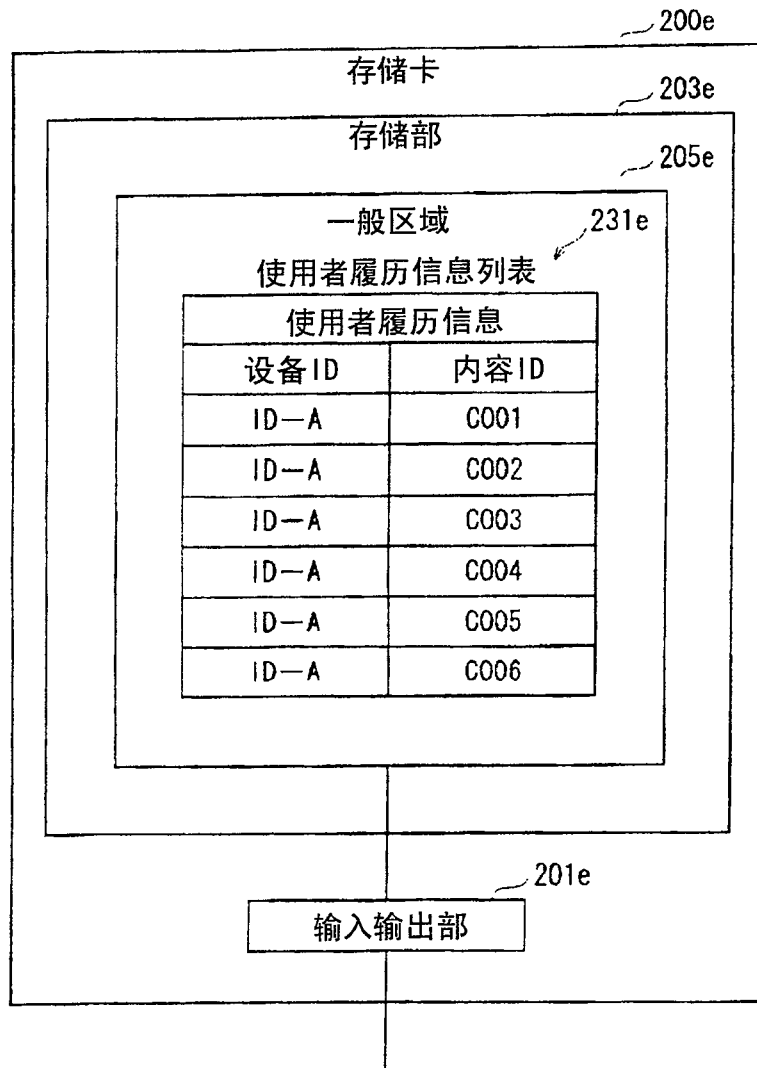 200e
存储卡
203e
存储部
205e
一般区域
231e
使用者履历信息列表
使用者履历信息
设备ID 内容ID
ID—A C001
ID—A C002
ID—A C003
ID—A C004
ID—A C005
ID—A C006
201e
输入输出部